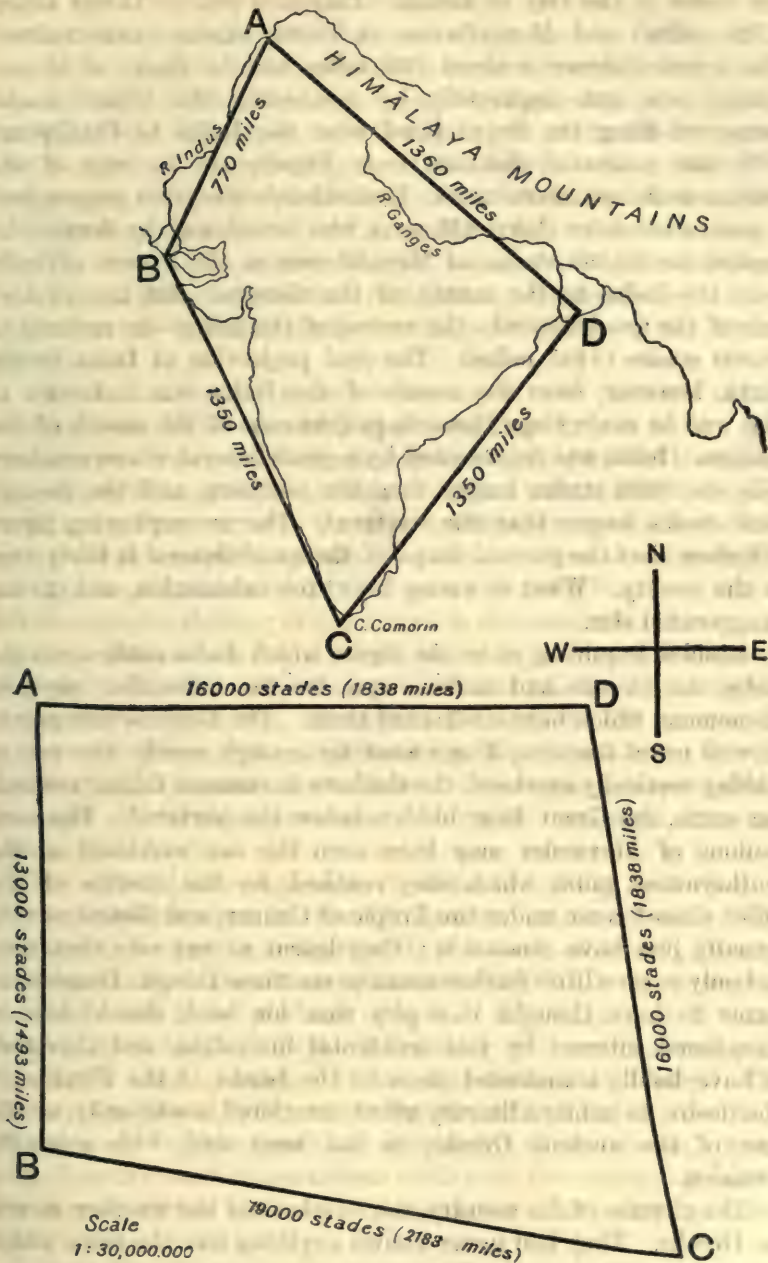 A
HIMĀLAYA MOUNTAINS
R. Indus
770 miles
1360 miles
R. Ganges
B
D
1350 miles
1350 miles
C
C. Comorin
N
W
E
S
A
16000 stades (1838 miles)
D
13000 stades (1493 miles)
16000 stades (1838 miles)
B
19000 stades (2183 miles)
C
Scale
1:30,000.000